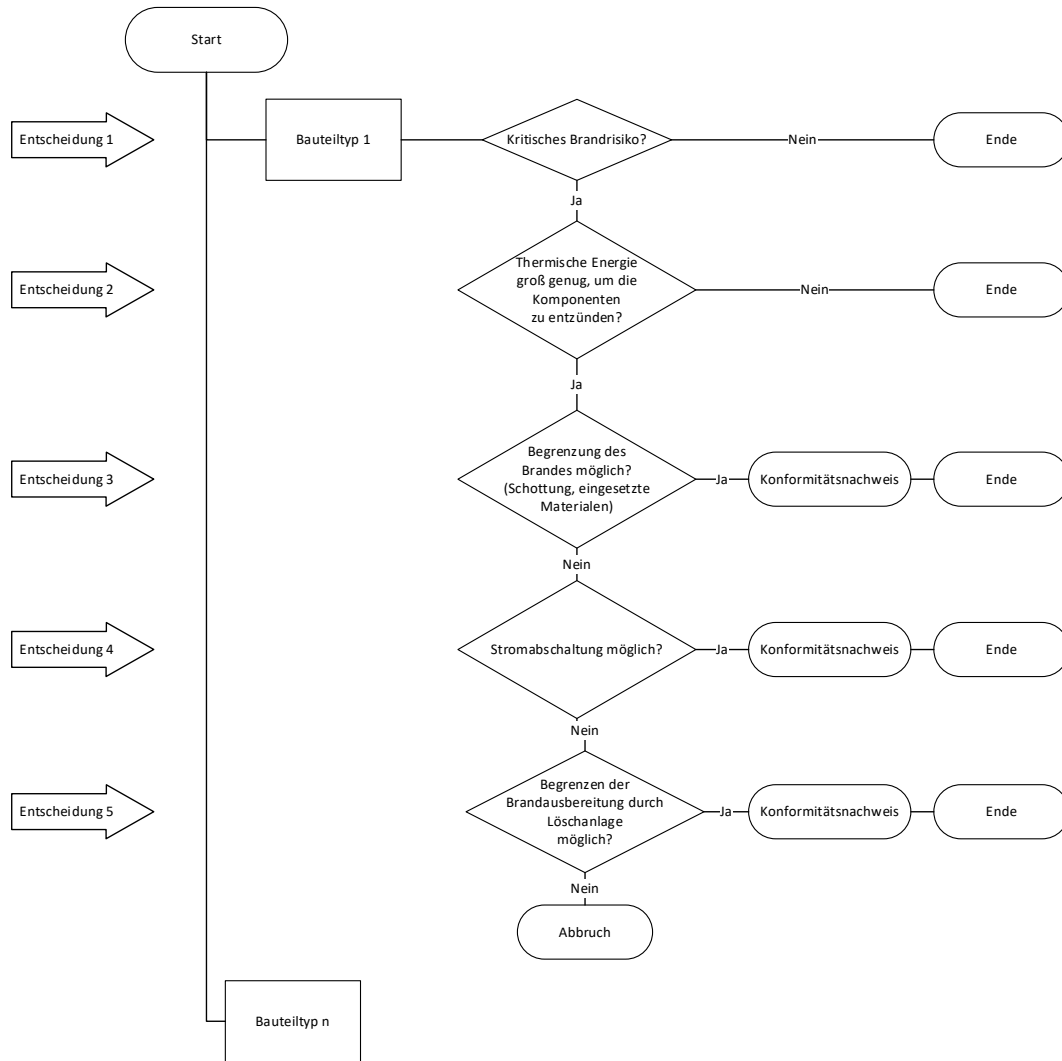 Start
Entscheidung 1
Bauteiltyp 1
Kritisches Brandrisiko?
Nein
Ende
Ja
Entscheidung 2
Thermische Energie
groß genug, um die
Komponenten
zu entzünden?
Nein
Ende
Ja
Entscheidung 3
Begrenzung des
Brandes möglich?
(Schottung, eingesetzte
Materialen)
Ja
Konformitätsnachweis
Ende
Nein
Entscheidung 4
Stromabschaltung möglich?
Ja
Konformitätsnachweis
Ende
Nein
Entscheidung 5
Begrenzen der
Brandausbereitung durch
Löschanlage
möglich?
Ja
Konformitätsnachweis
Ende
Nein
Abbruch
Bauteiltyp n